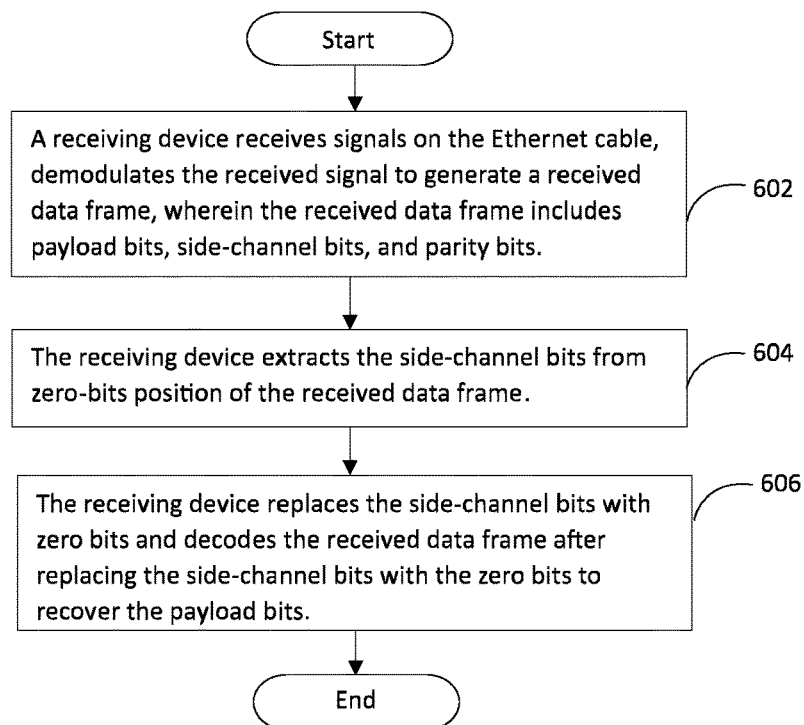 Start
A receiving device receives signals on the Ethernet cable,
demodulates the received signal to generate a received
data frame, wherein the received data frame includes
payload bits, side-channel bits, and parity bits.
602
The receiving device extracts the side-channel bits from
zero-bits position of the received data frame.
604
The receiving device replaces the side-channel bits with
zero bits and decodes the received data frame after
replacing the side-channel bits with the zero bits to
recover the payload bits.
606
End